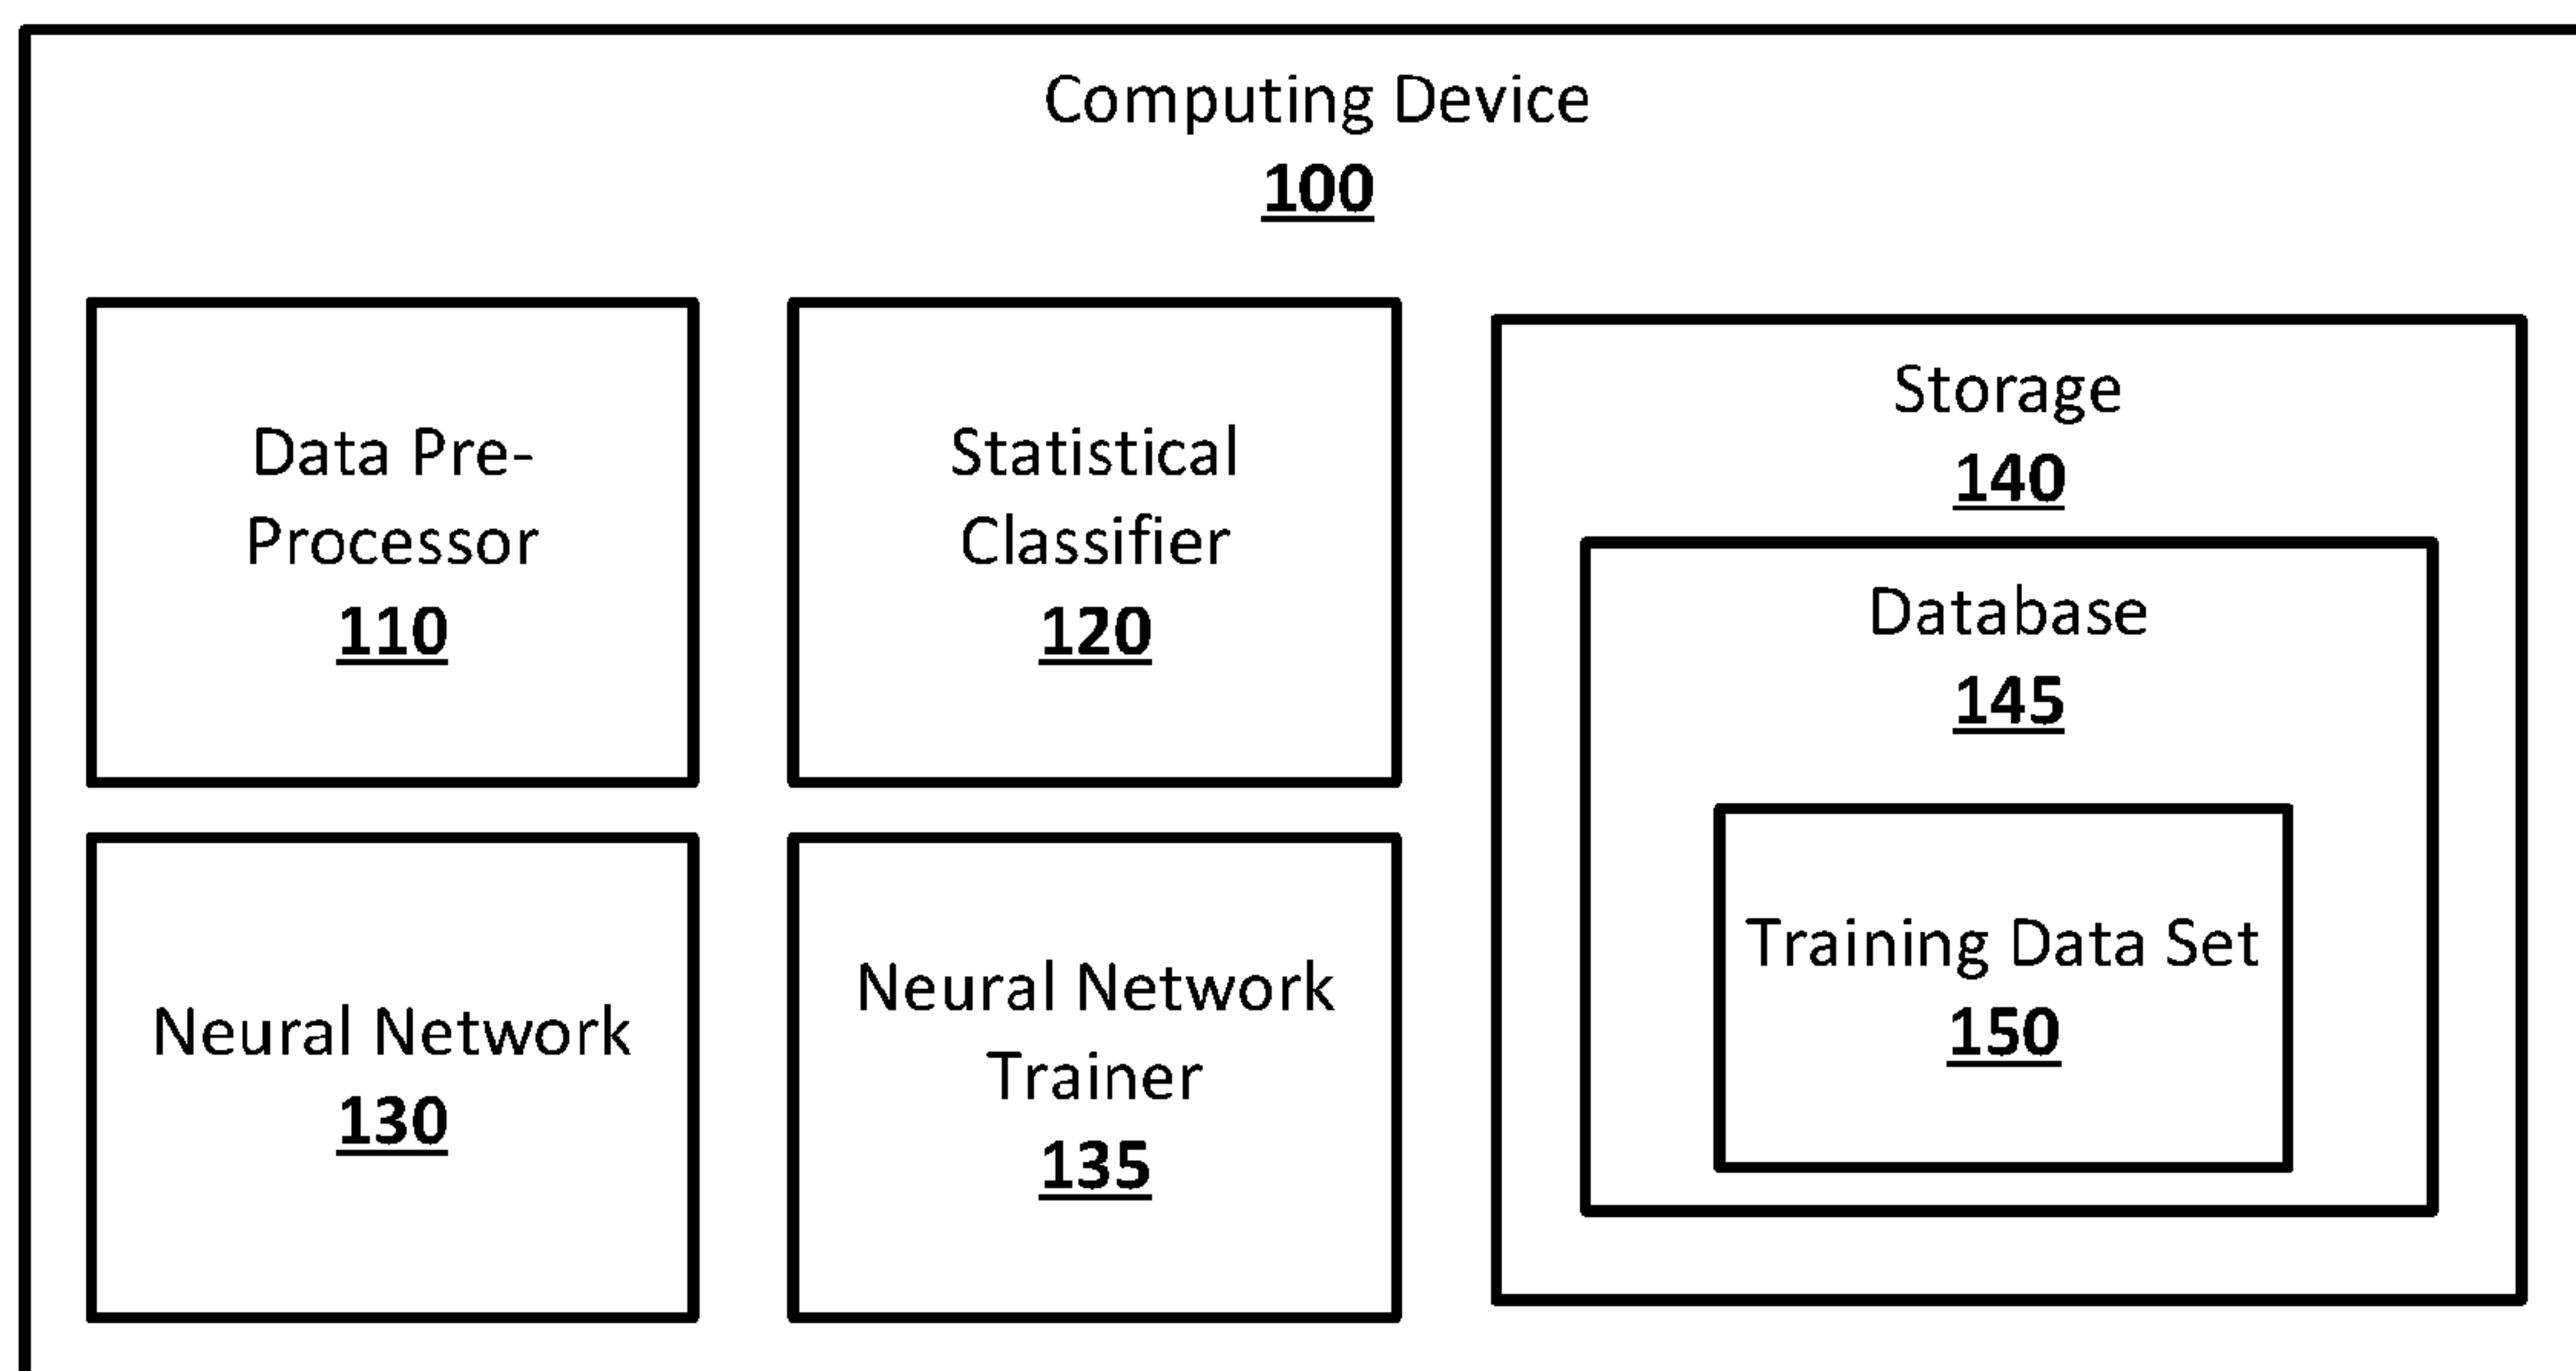 Computing Device
100
Data Pre-
Processor
110
Statistical
Classifier
120
Storage
140
Database
145
Training Data Set
150
Neural Network
130
Neural Network
Trainer
135